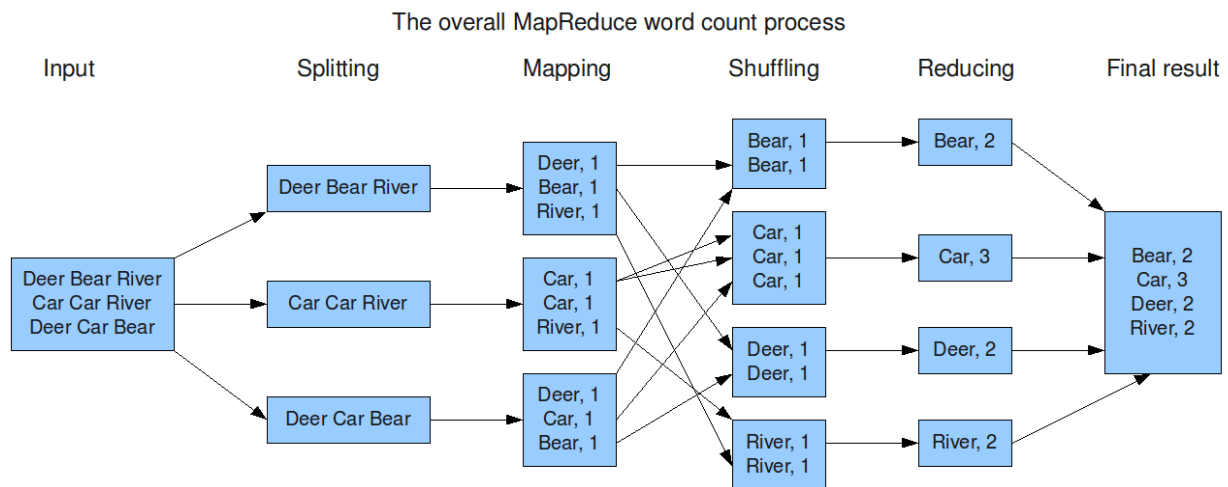 The overall MapReduce word count process
Input
Splitting
Mapping
Shuffling
Reducing
Final result
Deer Bear River
Car Car River
Deer Car Bear
Deer Bear River
Car Car River
Deer Car Bear
Deer, 1
Bear, 1
River, 1
Car, 1
Car, 1
River, 1
Deer, 1
Car, 1
Bear, 1
Bear, 1
Bear, 1
Car, 1
Car, 1
Car, 1
Deer, 1
Deer, 1
River, 1
River, 1
Bear, 2
Car, 3
Deer, 2
River, 2
Bear, 2
Car, 3
Deer, 2
River, 2